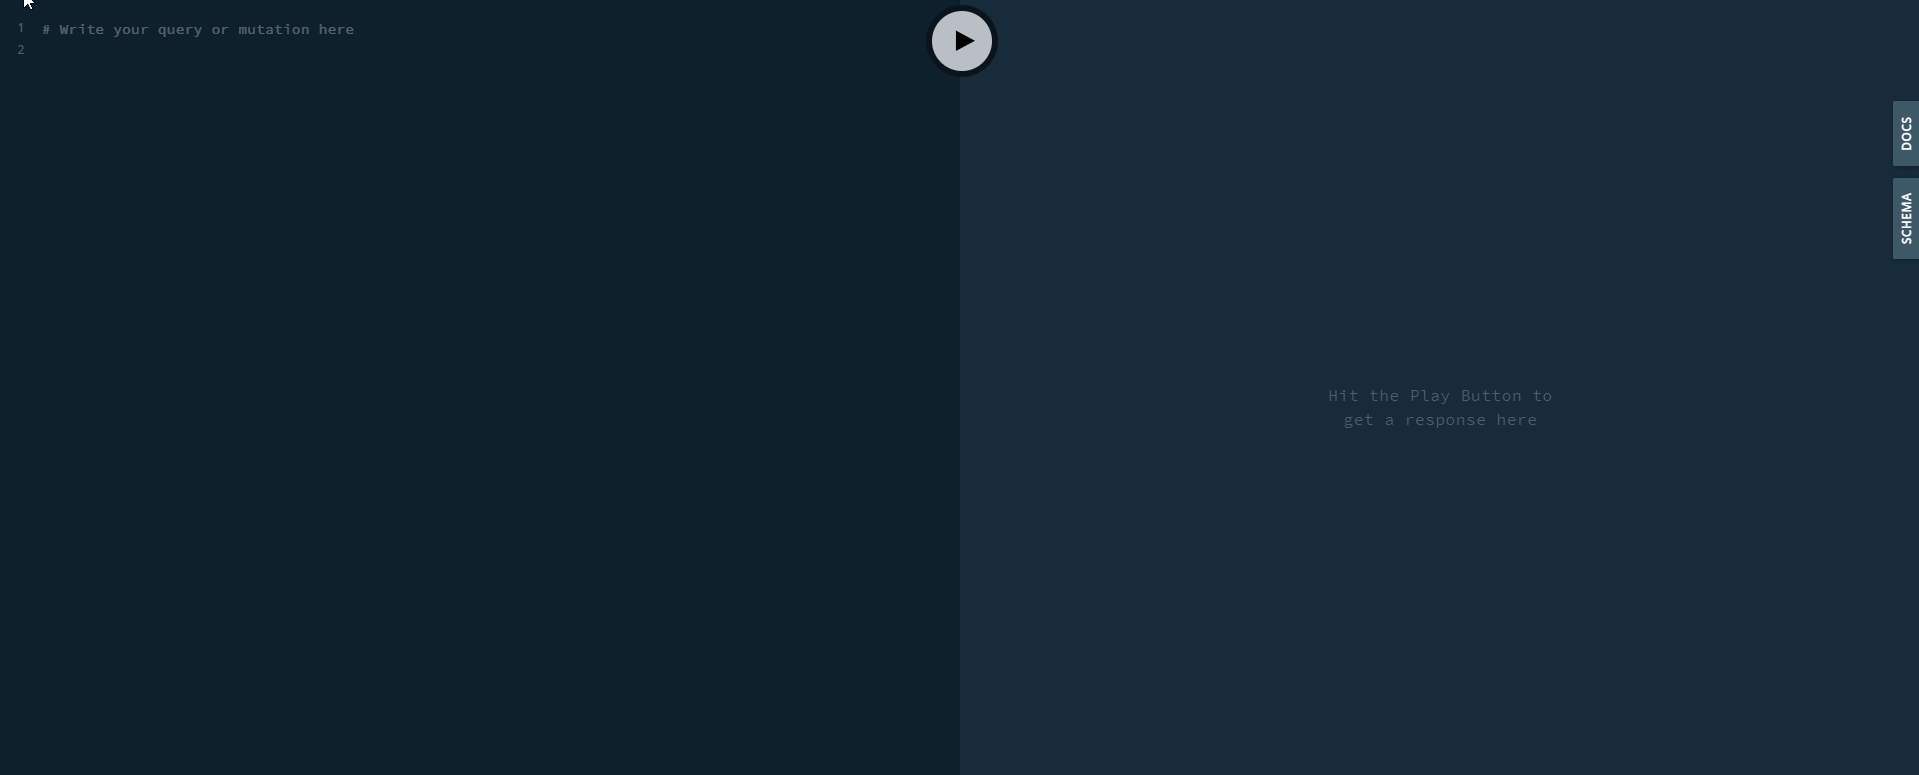 1 # Write your query or mutation here
2
Hit the Play Button to
get a response here
DOCS
SCHEMA